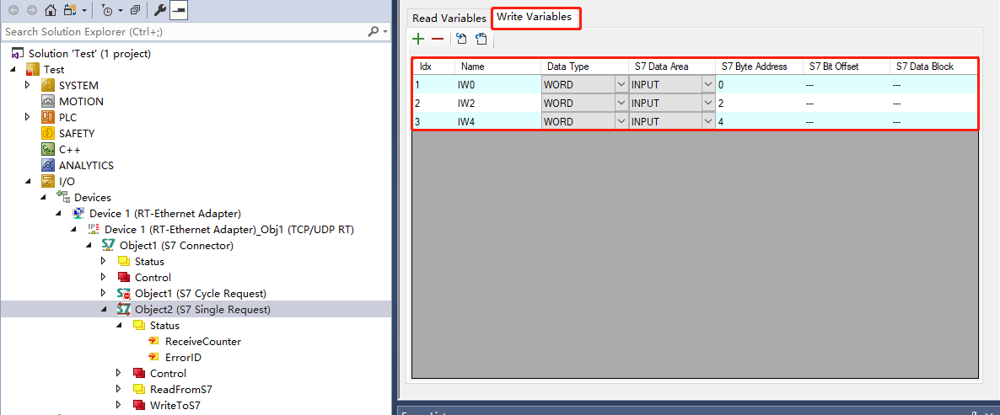 Search Solution Explorer (Ctrl+;)
Solution 'Test' (1 project)
Test
SYSTEM
MOTION
PLC
SAFETY
C++
ANALYTICS
I/O
Devices
Device 1 (RT-Ethernet Adapter)
Device 1 (RT-Ethernet Adapter)_Obj1 (TCP/UDP RT)
Object1 (S7 Connector)
Status
Control
Object1 (S7 Cycle Request)
Object2 (S7 Single Request)
Status
ReceiveCounter
ErrorID
Control
ReadFromS7
WriteToS7
Read Variables Write Variables
Idx Name Data Type S7 Data Area S7 Byte Address S7 Bit Offset S7 Data Block
1 IW0 WORD INPUT 0 --- ---
2 IW2 WORD INPUT 2 --- ---
3 IW4 WORD INPUT 4 --- ---